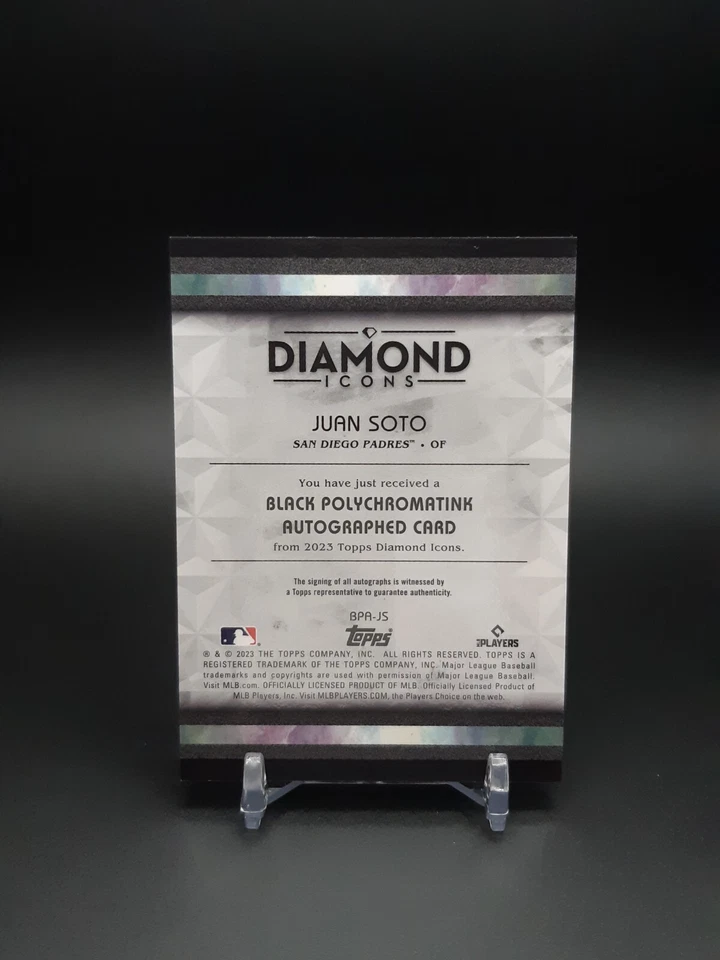 DIAMOND
ICONS
JUAN SOTO
SAN DIEGO PADRES™ • OF
You have just received a
BLACK POLYCHROMATINK
AUTOGRAPHED CARD
from 2023 Topps Diamond Icons.
The signing of all autographs is witnessed by
a Topps representative to guarantee authenticity.
BPA-JS
Topps
PLAYERS
® & © 2023 THE TOPPS COMPANY, INC. ALL RIGHTS RESERVED. TOPPS IS A
REGISTERED TRADEMARK OF THE TOPPS COMPANY, INC. Major League Baseball
trademarks and copyrights are used with permission of Major League Baseball.
Visit MLB.com. OFFICIALLY LICENSED PRODUCT OF MLB. Officially Licensed Product of
MLB Players, Inc. Visit MLBPLAYERS.COM, the Players Choice on the web.